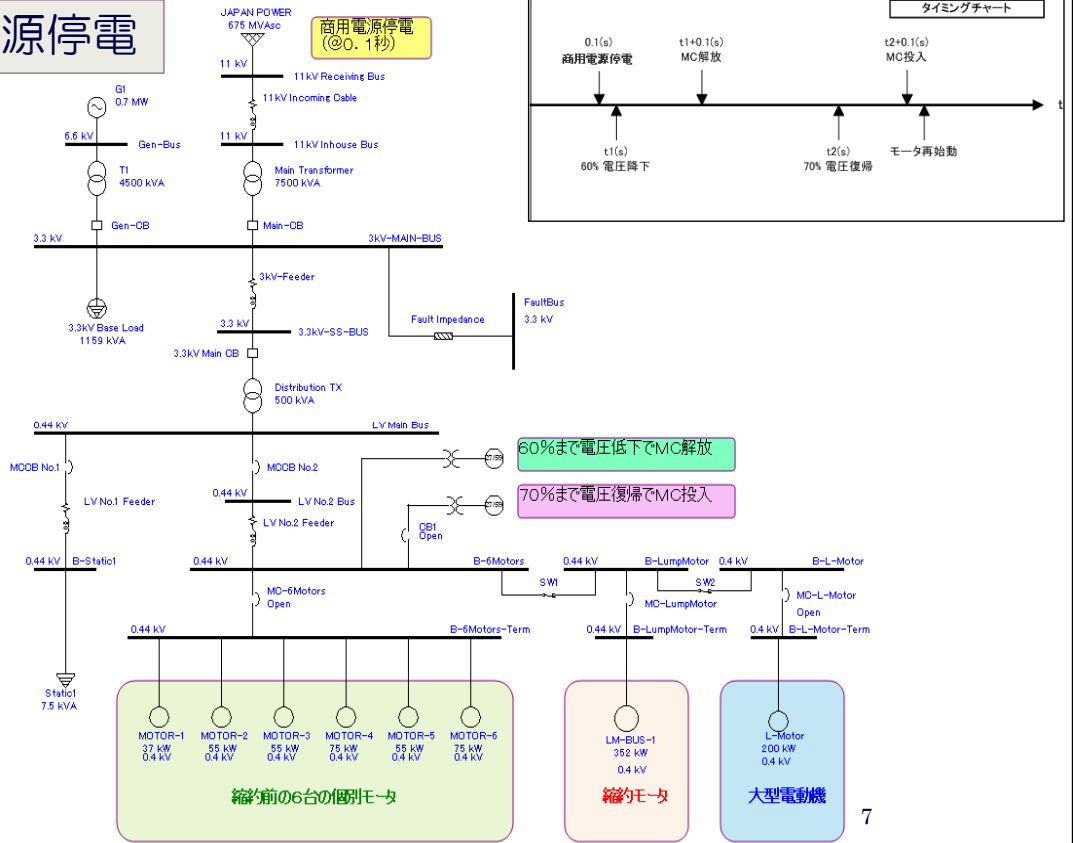 源停電
JAPAN POWER
675 MVAsc
商用電源停電
(@0.1秒)
11 kV
11kV Receiving Bus
11kV Incoming Cable
11 kV
11kV Inhouse Bus
Main Transformer
7500 kVA
Main-CB
G1
0.7 MW
6.6 kV
Gen-Bus
T1
4500 kVA
Gen-CB
3.3 kV
3kV-MAIN-BUS
3.3kV Base Load
1159 kVA
3kV-Feeder
3.3 kV
3.3kV-SS-BUS
3.3kV Main CB
Distribution TX
500 kVA
Fault Impedance
FaultBus
3.3 kV
タイミングチャート
0.1(s)
商用電源停電
t1+0.1(s)
MC解放
t2+0.1(s)
MC投入
t
t1(s)
60% 電圧降下
t2(s)
70% 電圧復帰
モータ再始動
0.44 kV
LV Main Bus
MCCB No.1
MCCB No.2
LV No.1 Feeder
0.44 kV
LV No.2 Bus
LV No.2 Feeder
27/59
60%まで電圧低下でMC解放
27/59
70%まで電圧復帰でMC投入
CB1
Open
0.44 kV
B-Static1
0.44 kV
B-6Motors
0.44 kV
B-LumpMotor
0.4 kV
B-L-Motor
SW1
SW2
MC-6Motors
Open
MC-LumpMotor
MC-L-Motor
Open
0.44 kV
B-6Motors-Term
0.44 kV
B-LumpMotor-Term
0.4 kV
B-L-Motor-Term
Static1
7.5 kVA
MOTOR-1
37 kW
0.4 kV
MOTOR-2
55 kW
0.4 kV
MOTOR-3
55 kW
0.4 kV
MOTOR-4
75 kW
0.4 kV
MOTOR-5
55 kW
0.4 kV
MOTOR-6
75 kW
0.4 kV
縮約前の6台の個別モータ
LM-BUS-1
352 kW
0.4 kV
縮約モータ
L-Motor
200 kW
0.4 kV
大型電動機
7